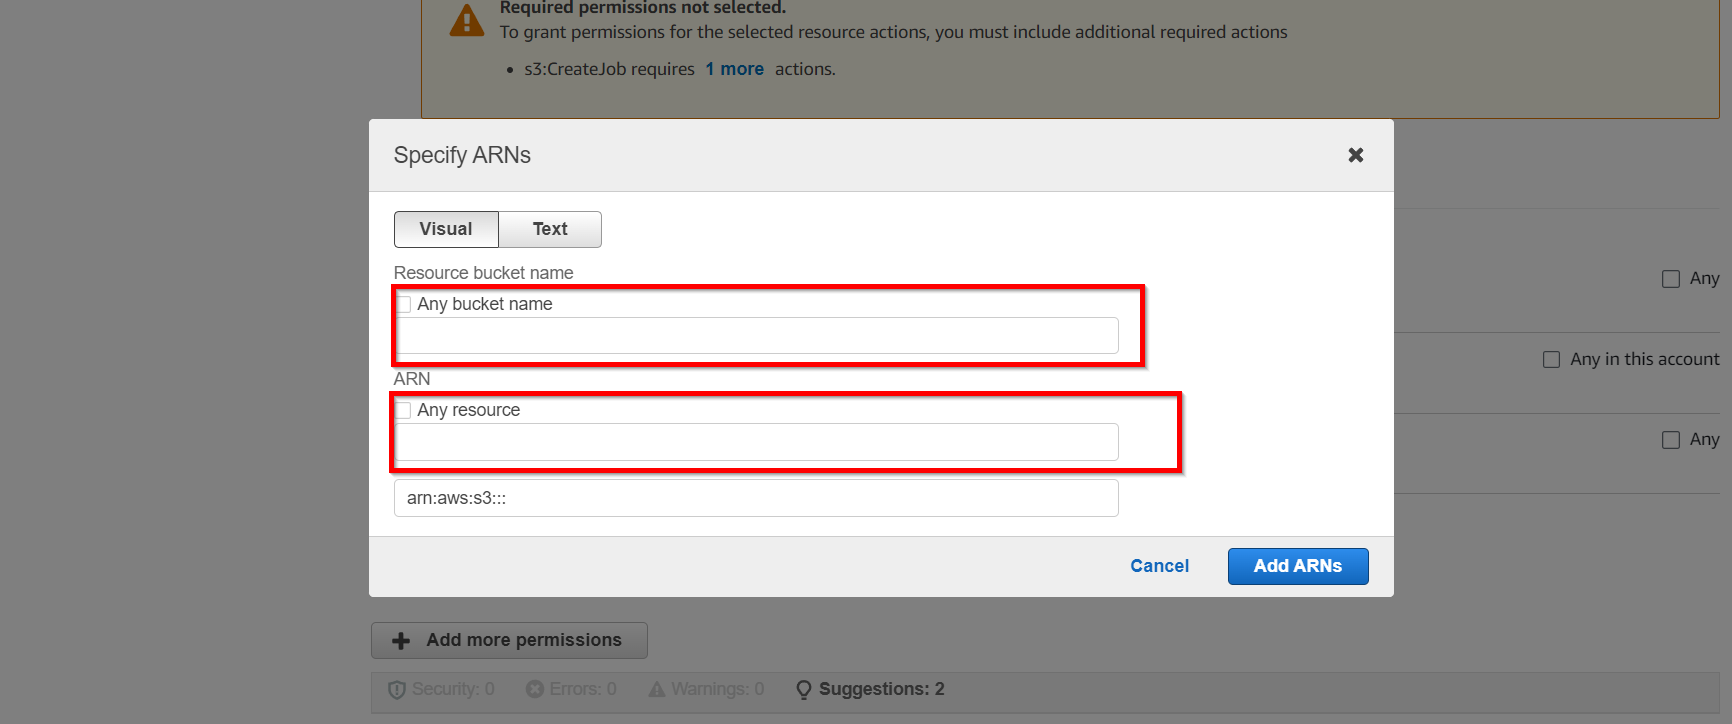 Required permissions not selected.
To grant permissions for the selected resource actions, you must include additional required actions
• s3:CreateJob requires 1 more actions.
Specify ARNs
Visual Text
Resource bucket name
Any bucket name
ARN
Any resource
arn:aws:s3:::
Cancel Add ARNs
Any
Any in this account
Any
Add more permissions
Security: 0 Errors: 0 Warnings: 0 Suggestions: 2